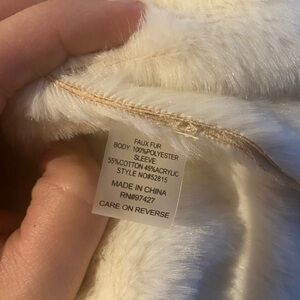 FAUX FUR
BODY 100%POLYESTER
SLEEVE
55%COTTON 45%ACRYLIC
STYLE NO#52815
MADE IN CHINA
RN#97427
CARE ON REVERSE